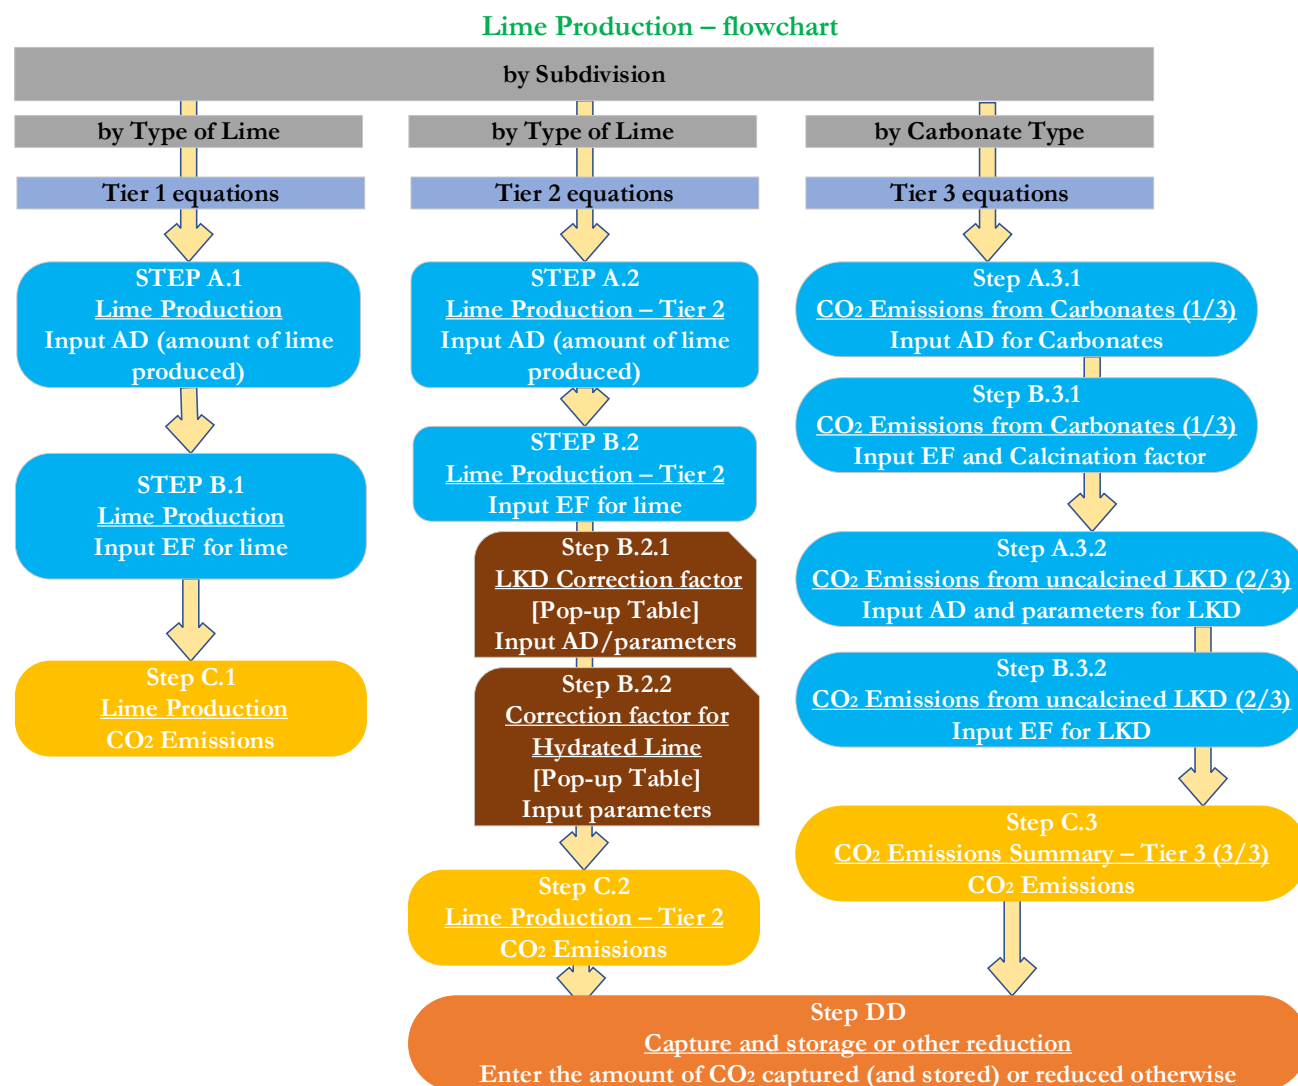 Lime Production – flowchart
by Subdivision
by Type of Lime
by Type of Lime
by Carbonate Type
Tier 1 equations
Tier 2 equations
Tier 3 equations
STEP A.1
Lime Production
Input AD (amount of lime
produced)
STEP B.1
Lime Production
Input EF for lime
Step C.1
Lime Production
CO2 Emissions
STEP A.2
Lime Production – Tier 2
Input AD (amount of lime
produced)
STEP B.2
Lime Production – Tier 2
Input EF for lime
Step B.2.1
LKD Correction factor
[Pop-up Table]
Input AD/parameters
Step B.2.2
Correction factor for
Hydrated Lime
[Pop-up Table]
Input parameters
Step C.2
Lime Production – Tier 2
CO2 Emissions
Step A.3.1
CO2 Emissions from Carbonates (1/3)
Input AD for Carbonates
Step B.3.1
CO2 Emissions from Carbonates (1/3)
Input EF and Calcination factor
Step A.3.2
CO2 Emissions from uncalcined LKD (2/3)
Input AD and parameters for LKD
Step B.3.2
CO2 Emissions from uncalcined LKD (2/3)
Input EF for LKD
Step C.3
CO2 Emissions Summary – Tier 3 (3/3)
CO2 Emissions
Step DD
Capture and storage or other reduction
Enter the amount of CO2 captured (and stored) or reduced otherwise